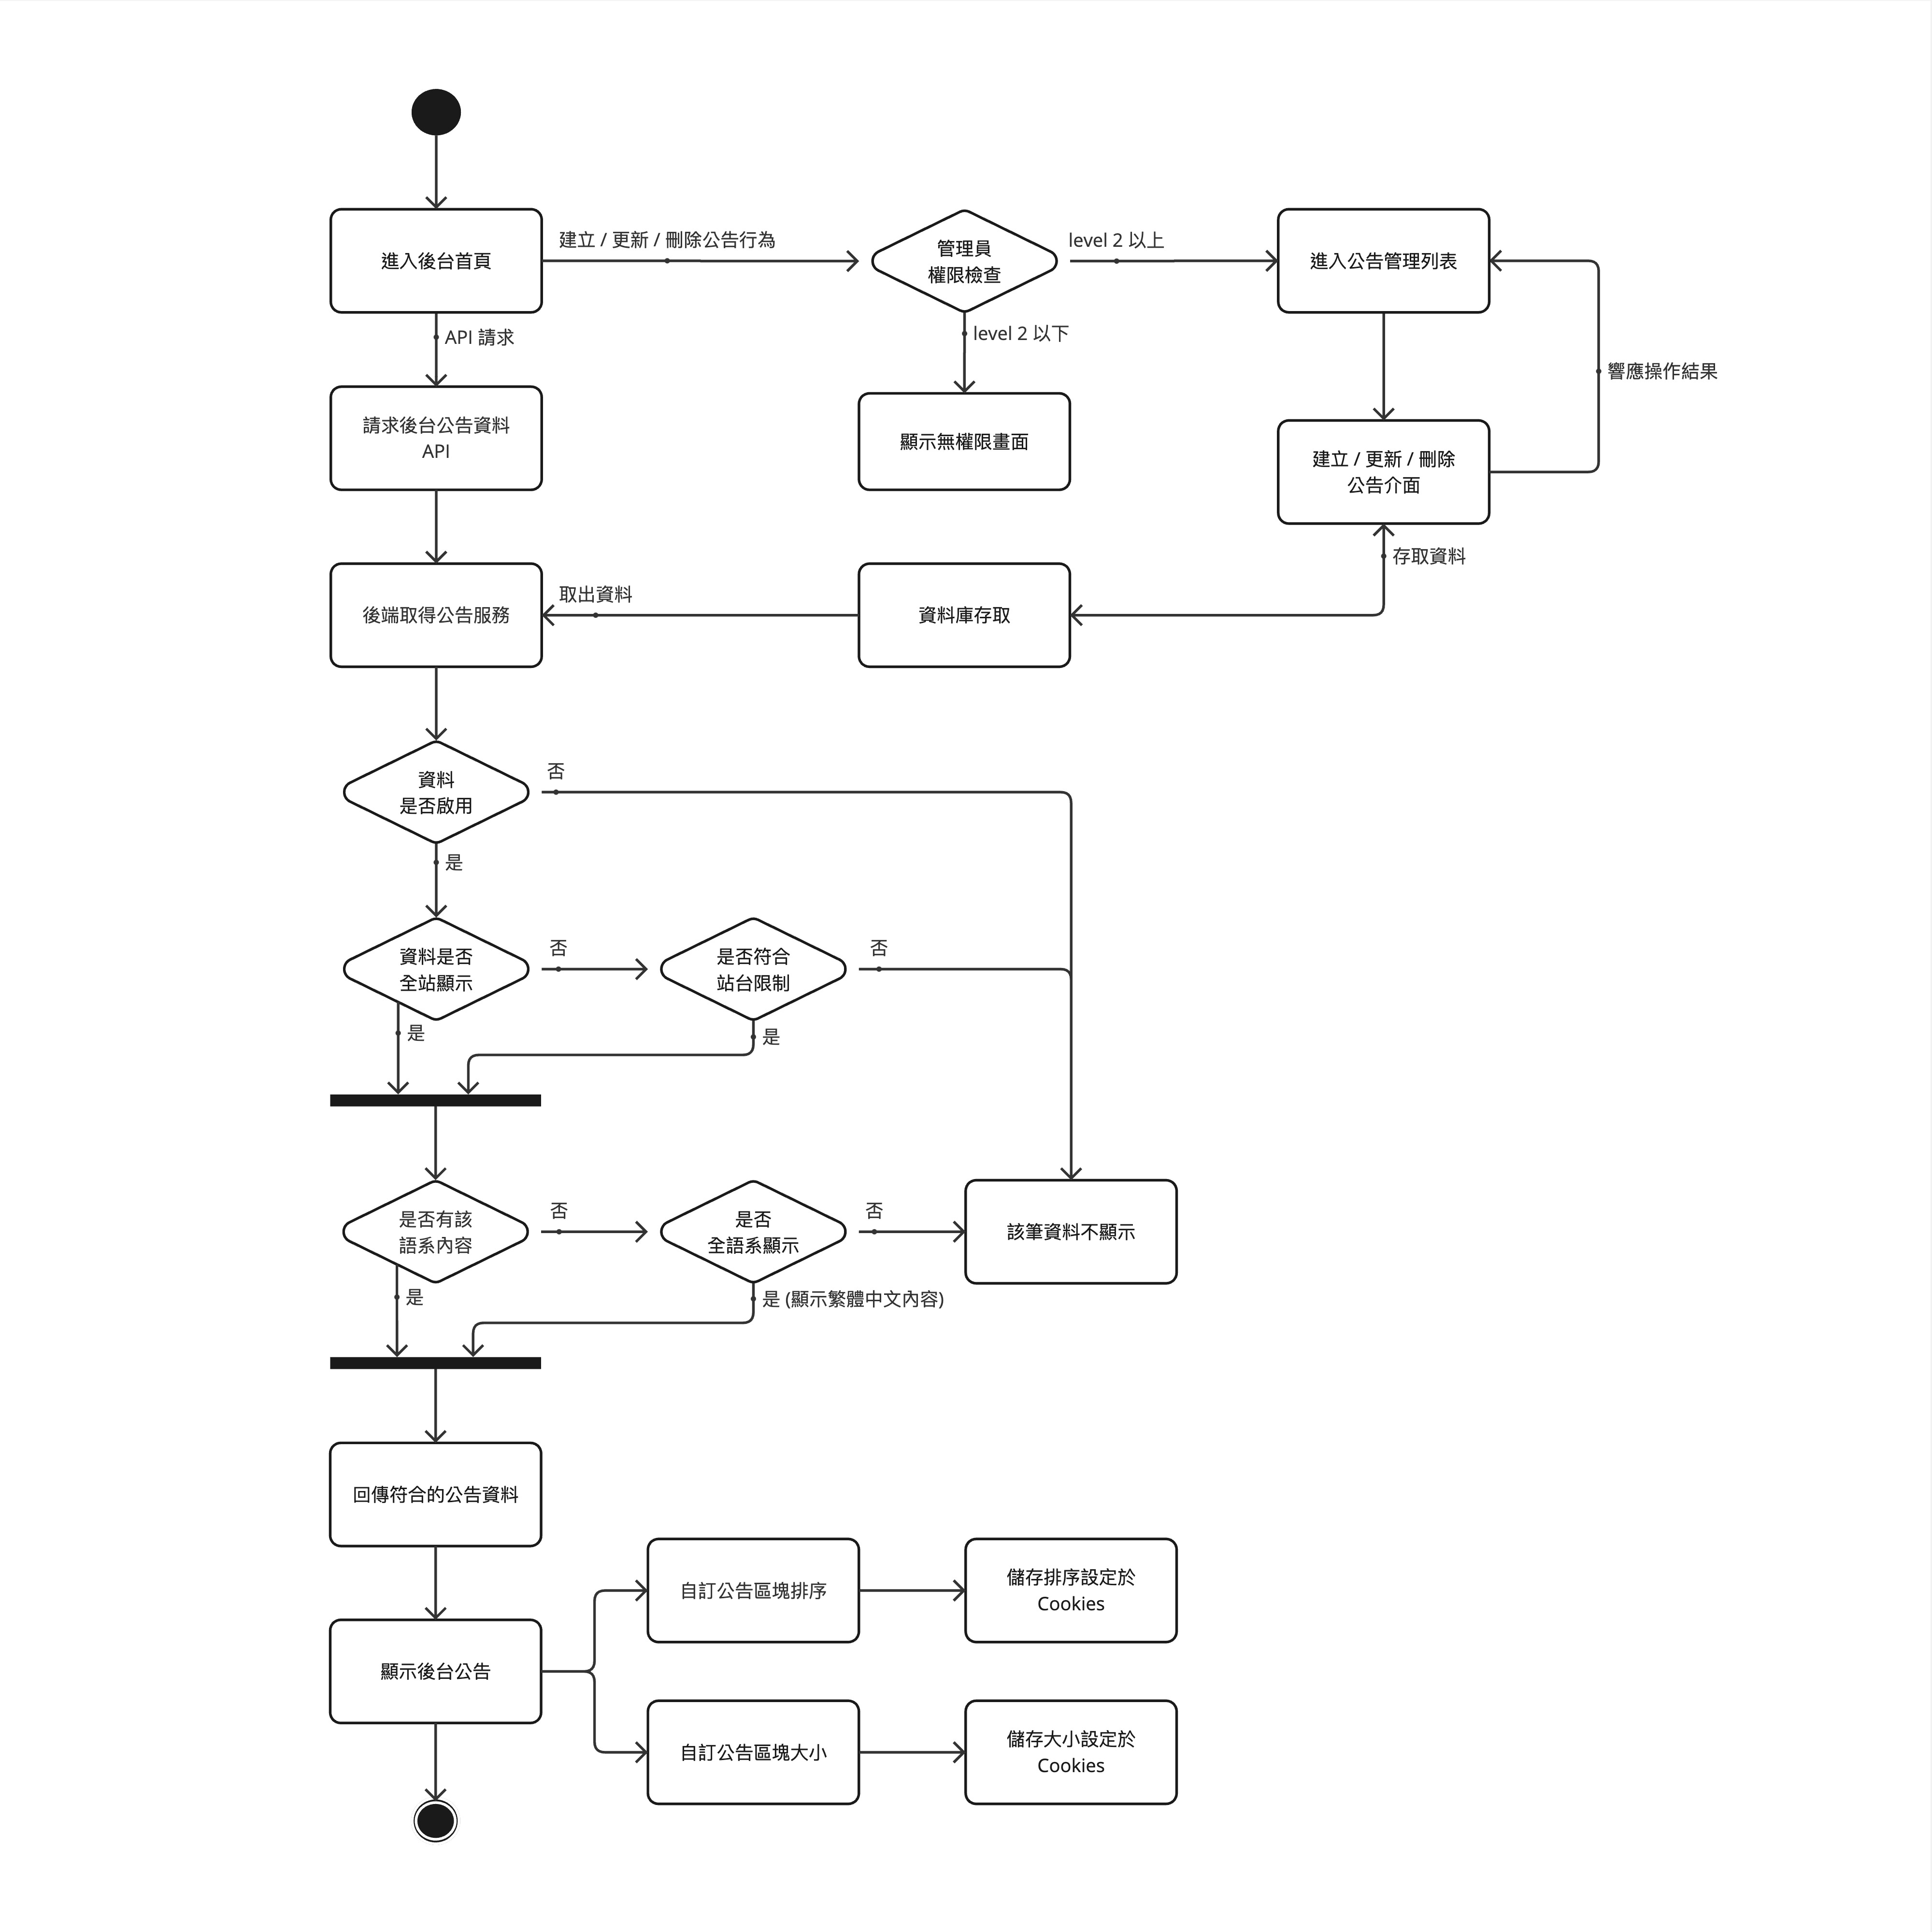 進入後台首頁
建立 / 更新 / 刪除公告行為
管理員
權限檢查
level 2 以上
進入公告管理列表
API 請求
level 2 以下
響應操作結果
請求後台公告資料
API
顯示無權限畫面
建立 / 更新 / 刪除
公告介面
存取資料
後端取得公告服務
取出資料
資料庫存取
資料
是否啟用
否
是
資料是否
全站顯示
否
是否符合
站台限制
否
是
是
是否有該
語系內容
否
是否
全語系顯示
否
該筆資料不顯示
是
是 (顯示繁體中文內容)
回傳符合的公告資料
自訂公告區塊排序
儲存排序設定於
Cookies
顯示後台公告
自訂公告區塊大小
儲存大小設定於
Cookies